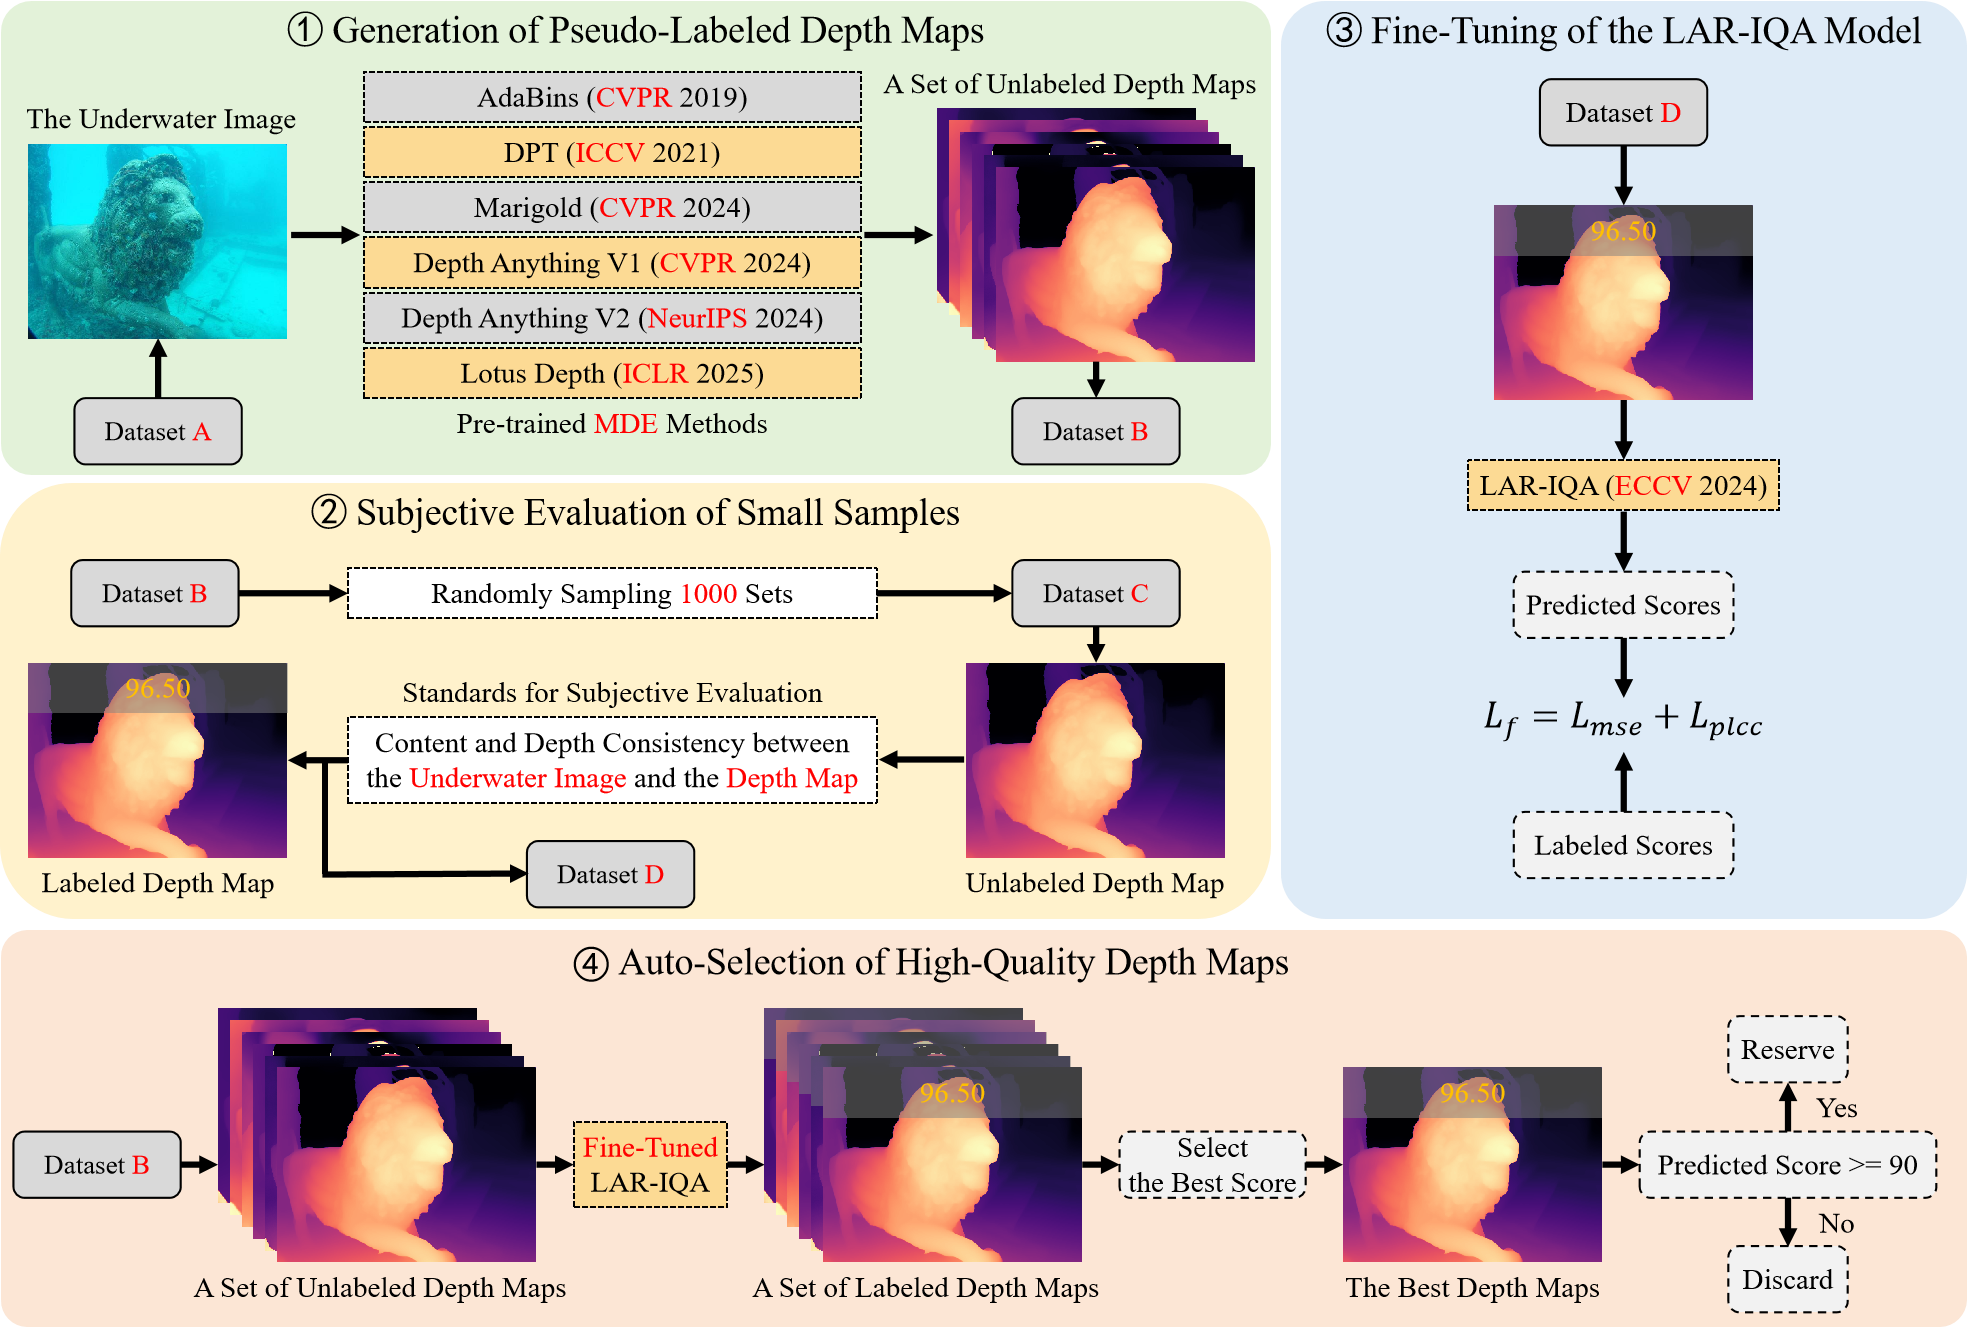 ① Generation of Pseudo-Labeled Depth Maps
The Underwater Image
Dataset A
AdaBins (CVPR 2019)
DPT (ICCV 2021)
Marigold (CVPR 2024)
Depth Anything V1 (CVPR 2024)
Depth Anything V2 (NeurIPS 2024)
Lotus Depth (ICLR 2025)
Pre-trained MDE Methods
A Set of Unlabeled Depth Maps
Dataset B
② Subjective Evaluation of Small Samples
Dataset B
Randomly Sampling 1000 Sets
Dataset C
96.50
Labeled Depth Map
Standards for Subjective Evaluation
Content and Depth Consistency between
the Underwater Image and the Depth Map
Dataset D
Unlabeled Depth Map
③ Fine-Tuning of the LAR-IQA Model
Dataset D
96.50
LAR-IQA (ECCV 2024)
Predicted Scores
L_f = L_mse + L_plcc
Labeled Scores
④ Auto-Selection of High-Quality Depth Maps
Dataset B
A Set of Unlabeled Depth Maps
Fine-Tuned
LAR-IQA
96.50
A Set of Labeled Depth Maps
Select
the Best Score
96.50
The Best Depth Maps
Reserve
Yes
Predicted Score >= 90
No
Discard